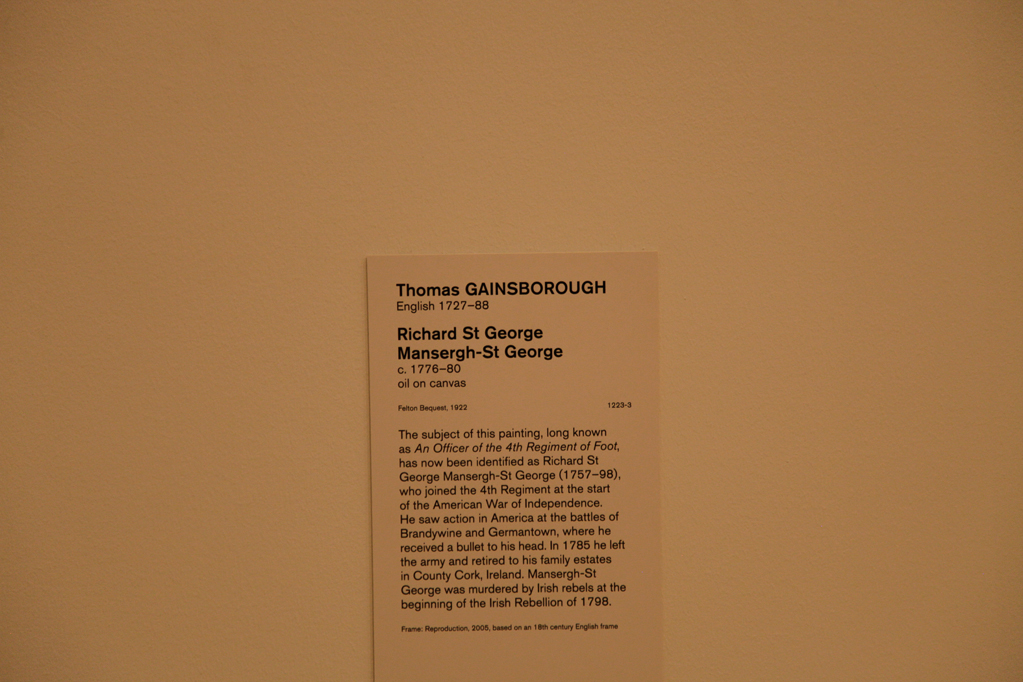 Thomas GAINSBOROUGH
English 1727–88
Richard St George
Mansergh-St George
c. 1776–80
oil on canvas
Felton Bequest, 1922 1223-3
The subject of this painting, long known
as An Officer of the 4th Regiment of Foot,
has now been identified as Richard St
George Mansergh-St George (1757–98),
who joined the 4th Regiment at the start
of the American War of Independence.
He saw action in America at the battles of
Brandywine and Germantown, where he
received a bullet to his head. In 1785 he left
the army and retired to his family estates
in County Cork, Ireland. Mansergh-St
George was murdered by Irish rebels at the
beginning of the Irish Rebellion of 1798.
Frame: Reproduction, 2005, based on an 18th century English frame